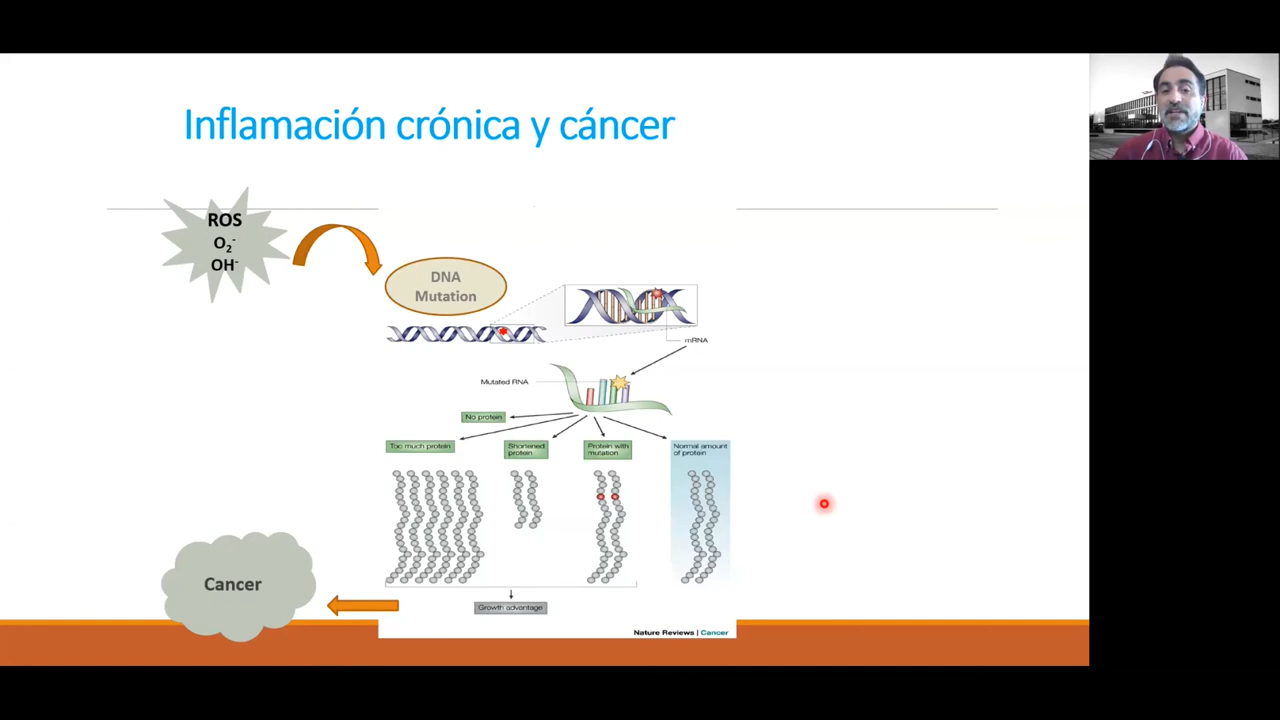 Inflamación crónica y cáncer
ROS
O2-
OH-
DNA
Mutation
mRNA
Mutated RNA
No protein
Too much protein
Shortened
protein
Protein with
mutation
Normal amount
of protein
Cancer
Growth advantage
Nature Reviews | Cancer